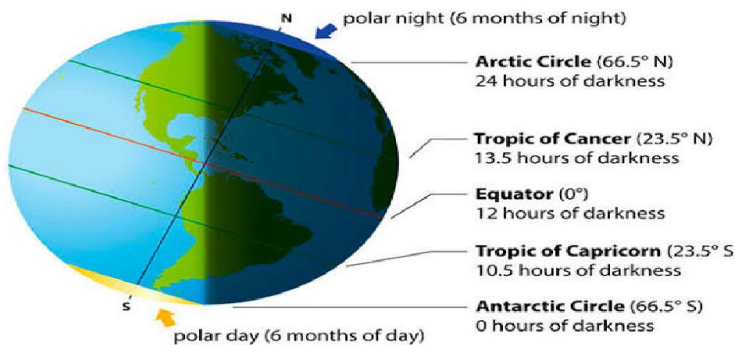 N
polar night (6 months of night)
Arctic Circle (66.5° N)
24 hours of darkness
Tropic of Cancer (23.5° N)
13.5 hours of darkness
Equator (0°)
12 hours of darkness
Tropic of Capricorn (23.5° S
10.5 hours of darkness
S
Antarctic Circle (66.5° S)
0 hours of darkness
polar day (6 months of day)